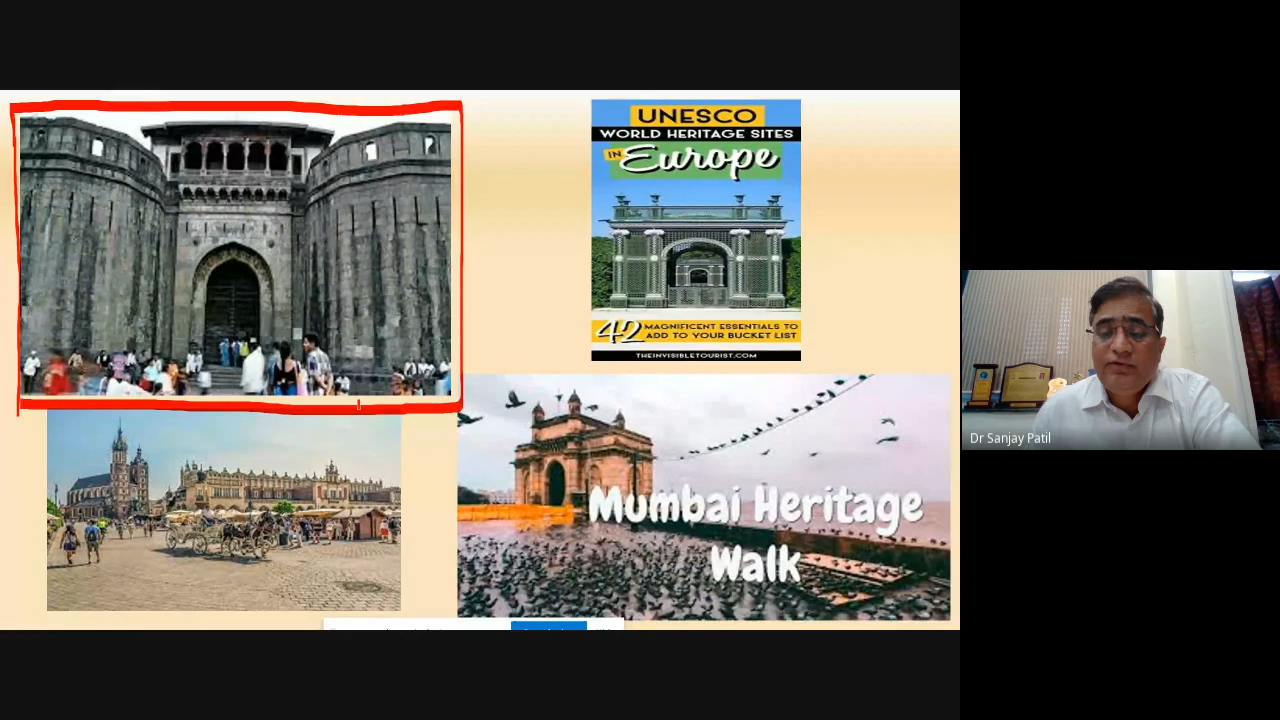 UNESCO
WORLD HERITAGE SITES
IN Europe
42 MAGNIFICENT ESSENTIALS TO
ADD TO YOUR BUCKET LIST
THEINVISIBLETOURIST.COM
Mumbai Heritage
Walk
Dr Sanjay Patil